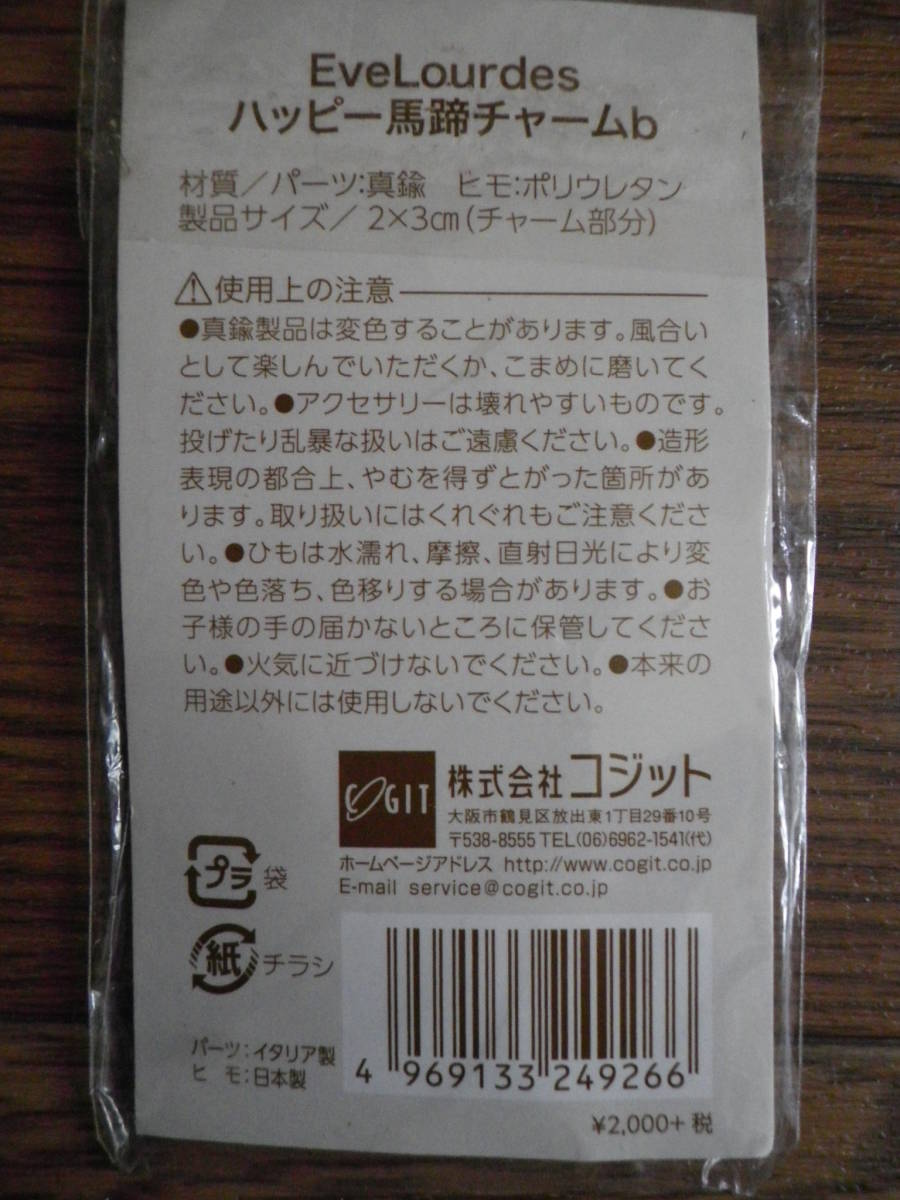 EveLourdes
ハッピー馬蹄チャームb
材質／パーツ:真鍮　ヒモ:ポリウレタン
製品サイズ／ 2×3㎝(チャーム部分)
⚠使用上の注意
●真鍮製品は変色することがあります。風合い
として楽しんでいただくか、こまめに磨いてく
ださい。●アクセサリーは壊れやすいものです。
投げたり乱暴な扱いはご遠慮ください。●造形
表現の都合上、やむを得ずとがった箇所があ
ります。取り扱いにはくれぐれもご注意くださ
い。●ひもは水濡れ、摩擦、直射日光により変
色や色落ち、色移りする場合があります。●お
子様の手の届かないところに保管してくださ
い。●火気に近づけないでください。●本来の
用途以外には使用しないでください。
COGIT
株式会社コジット
大阪市鶴見区放出東1丁目29番10号
〒538-8555 TEL(06)6962-1541(代)
ホームページアドレス http://www.cogit.co.jp
E-mail service@cogit.co.jp
プラ 袋
紙 チラシ
パーツ:イタリア製
ヒモ:日本製
4 969133 249266
¥2,000+税